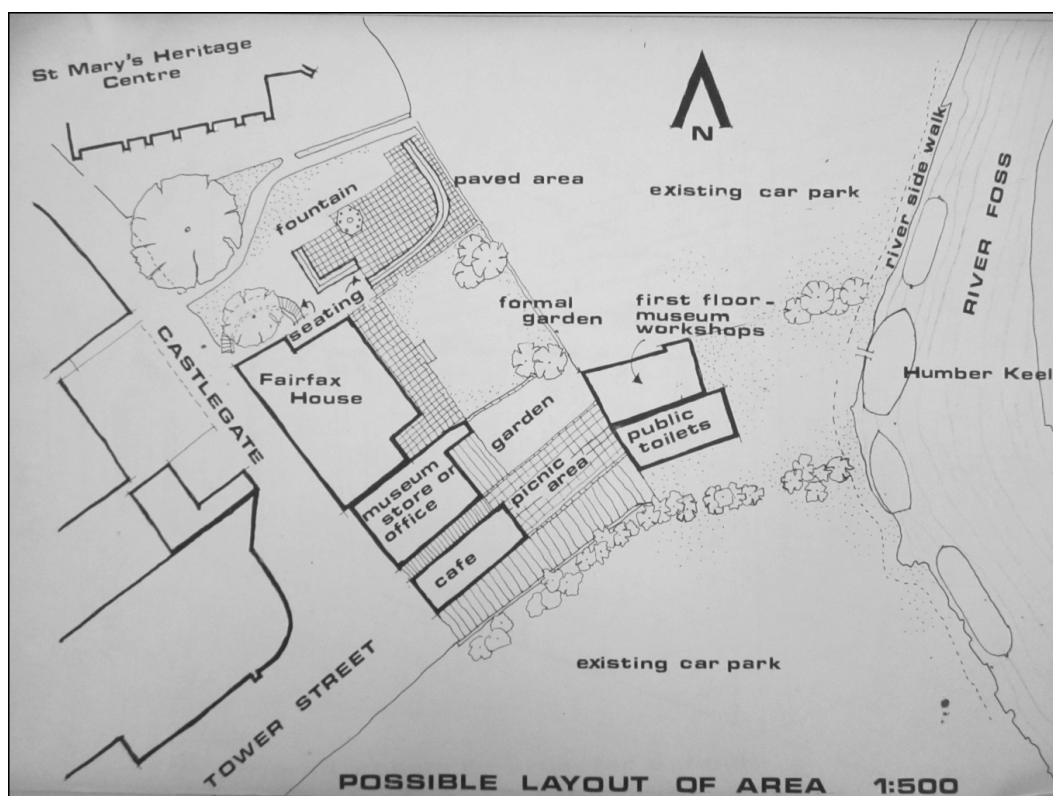 St Mary's Heritage
Centre
N
paved area
existing car park
river side walk
RIVER FOSS
fountain
seating
formal
garden
first floor-
museum
workshops
CASTLEGATE
Fairfax
House
Humber Keel
garden
public
toilets
museum
store or
office
picnic
area
cafe
existing car park
TOWER STREET
POSSIBLE LAYOUT OF AREA 1:500